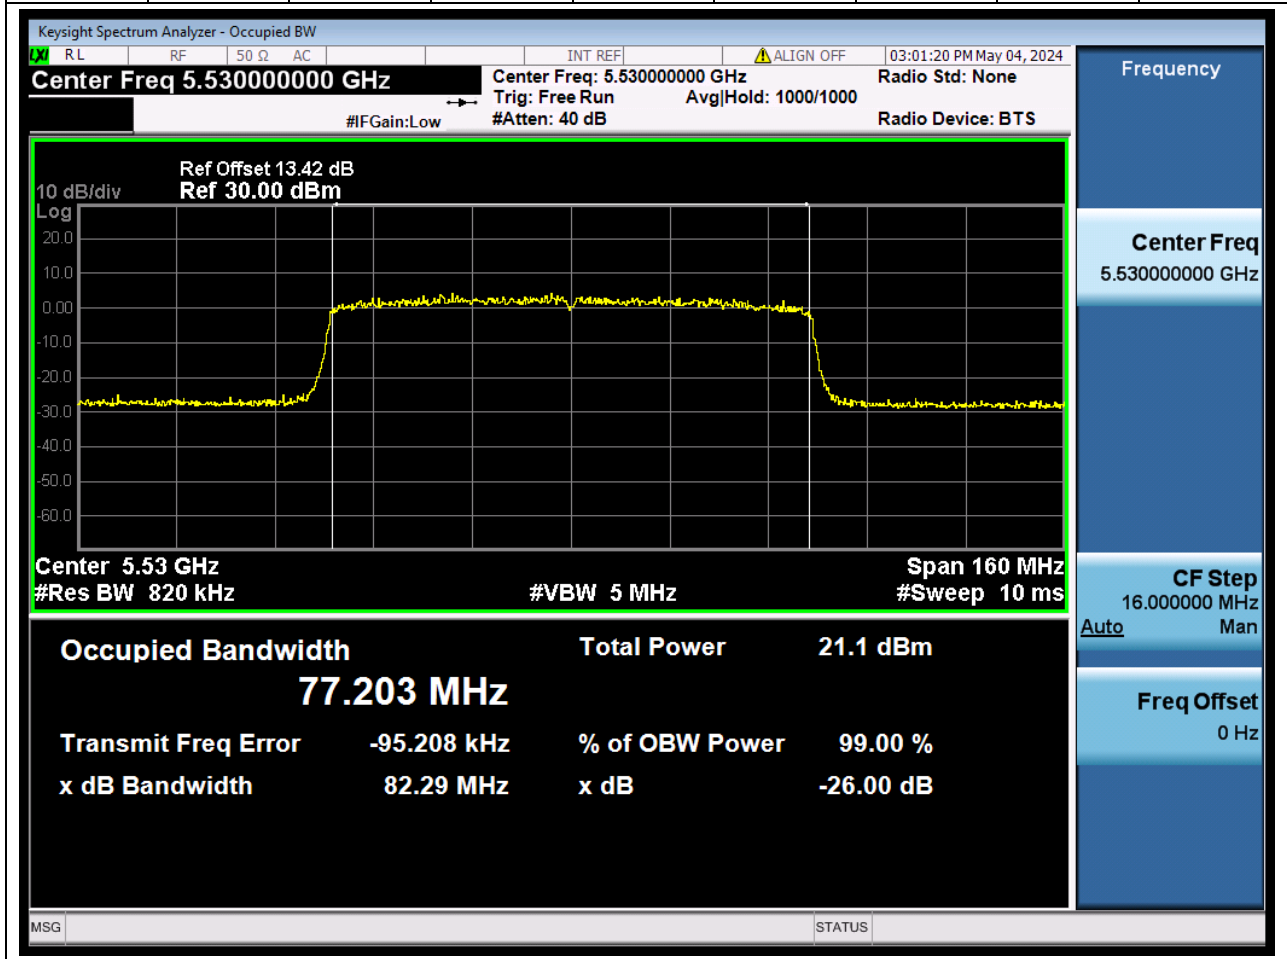 Keysight Spectrum Analyzer - Occupied BW
LXI RL RF 50 Ω AC INT REF ALIGN OFF 03:01:20 PM May 04, 2024
Center Freq 5.530000000 GHz
Center Freq: 5.530000000 GHz
Radio Std: None
Trig: Free Run Avg|Hold: 1000/1000
#IFGain:Low
#Atten: 40 dB
Radio Device: BTS
Ref Offset 13.42 dB
10 dB/div Ref 30.00 dBm
Log
20.0
10.0
0.00
-10.0
-20.0
-30.0
-40.0
-50.0
-60.0
Center 5.53 GHz Span 160 MHz
#Res BW 820 kHz #VBW 5 MHz #Sweep 10 ms
Occupied Bandwidth Total Power 21.1 dBm
77.203 MHz
Transmit Freq Error -95.208 kHz % of OBW Power 99.00 %
x dB Bandwidth 82.29 MHz x dB -26.00 dB
MSG STATUS
Frequency
Center Freq
5.530000000 GHz
CF Step
16.000000 MHz
Auto Man
Freq Offset
0 Hz